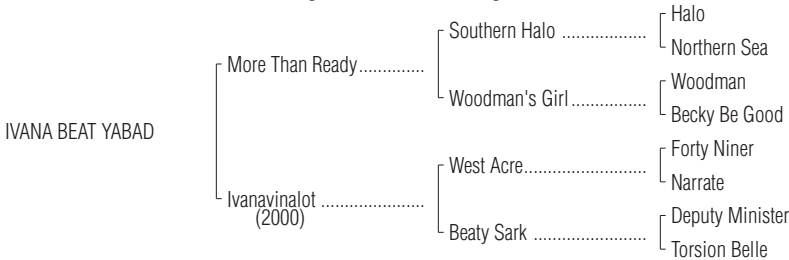 Halo
Southern Halo ..................
Northern Sea
More Than Ready..............
Woodman
Woodman's Girl................
Becky Be Good
IVANA BEAT YABAD
Forty Niner
West Acre..........................
Narrate
Ivanavinalot ......................
(2000)
Deputy Minister
Beaty Sark ........................
Torsion Belle